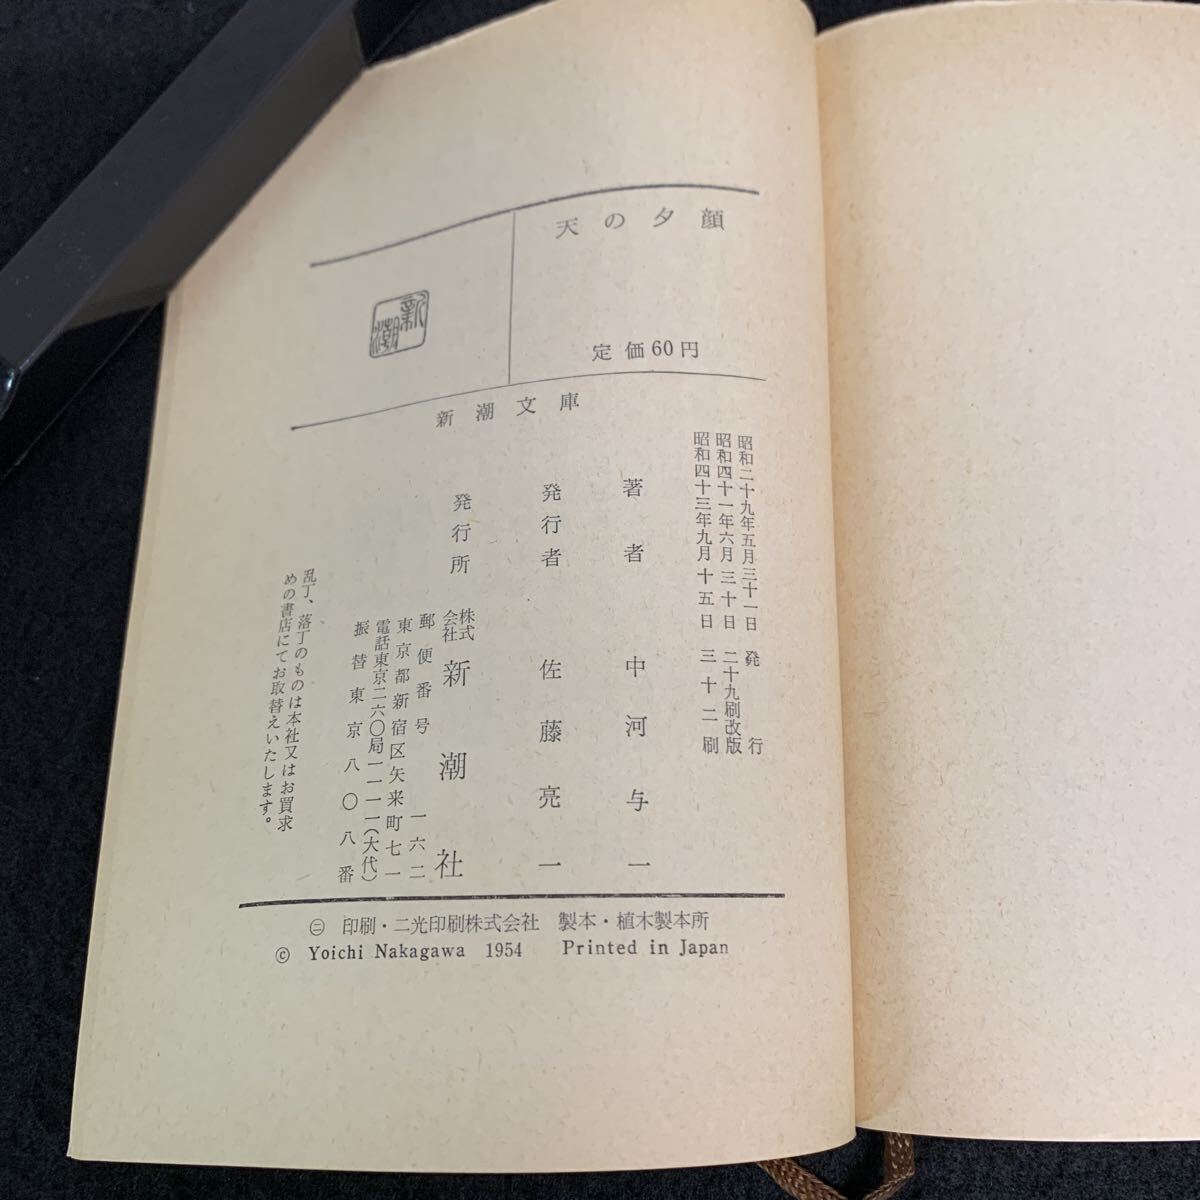 天の夕顔
定価60円
新潮
新潮文庫
昭和二十九年五月三十一日 発行
昭和四十一年六月三十日 二十九刷改版
昭和四十三年九月十五日 三十二刷
著者 中河与一
発行者 佐藤亮一
発行所 株式会社 新潮社
郵便番号 一六二
東京都新宿区矢来町七一
電話東京二六〇局一一一一(大代)
振替東京八〇八番
乱丁、落丁のものは本社又はお買求
めの書店にてお取替えいたします。
㊁ 印刷・二光印刷株式会社 製本・植木製本所
© Yoichi Nakagawa 1954 Printed in Japan